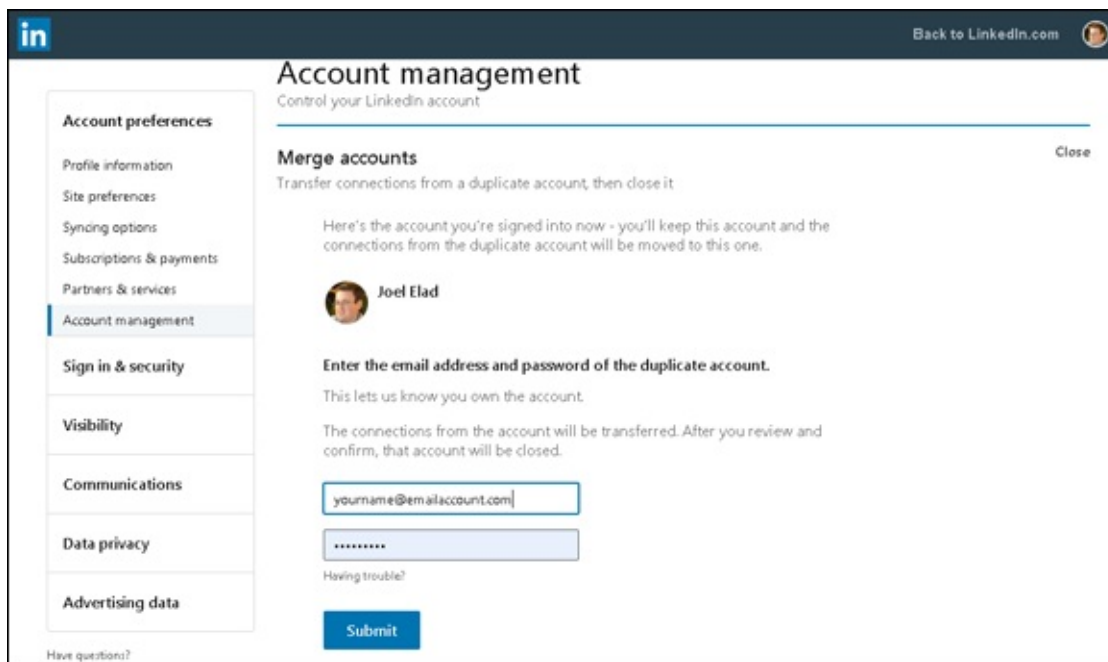 in
Back to LinkedIn.com
Account management
Control your LinkedIn account
Account preferences
Profile information
Site preferences
Syncing options
Subscriptions & payments
Partners & services
Account management
Sign in & security
Visibility
Communications
Data privacy
Advertising data
Have questions?
Merge accounts
Close
Transfer connections from a duplicate account, then close it
Here's the account you're signed into now - you'll keep this account and the
connections from the duplicate account will be moved to this one.
Joel Elad
Enter the email address and password of the duplicate account.
This lets us know you own the account.
The connections from the account will be transferred. After you review and
confirm, that account will be closed.
yourname@emailaccount.com
•••••••••
Having trouble?
Submit